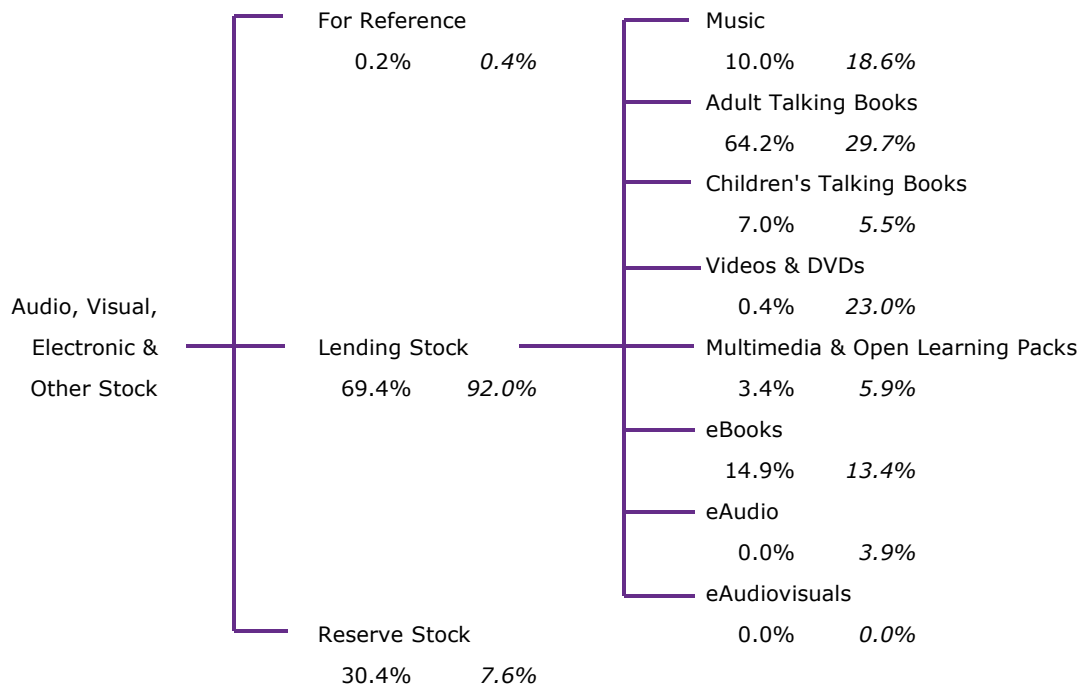 For Reference
0.2% 0.4%
Music
10.0% 18.6%
Adult Talking Books
64.2% 29.7%
Children's Talking Books
7.0% 5.5%
Videos & DVDs
0.4% 23.0%
Audio, Visual,
Electronic &
Other Stock
Lending Stock
69.4% 92.0%
Multimedia & Open Learning Packs
3.4% 5.9%
eBooks
14.9% 13.4%
eAudio
0.0% 3.9%
eAudiovisuals
0.0% 0.0%
Reserve Stock
30.4% 7.6%